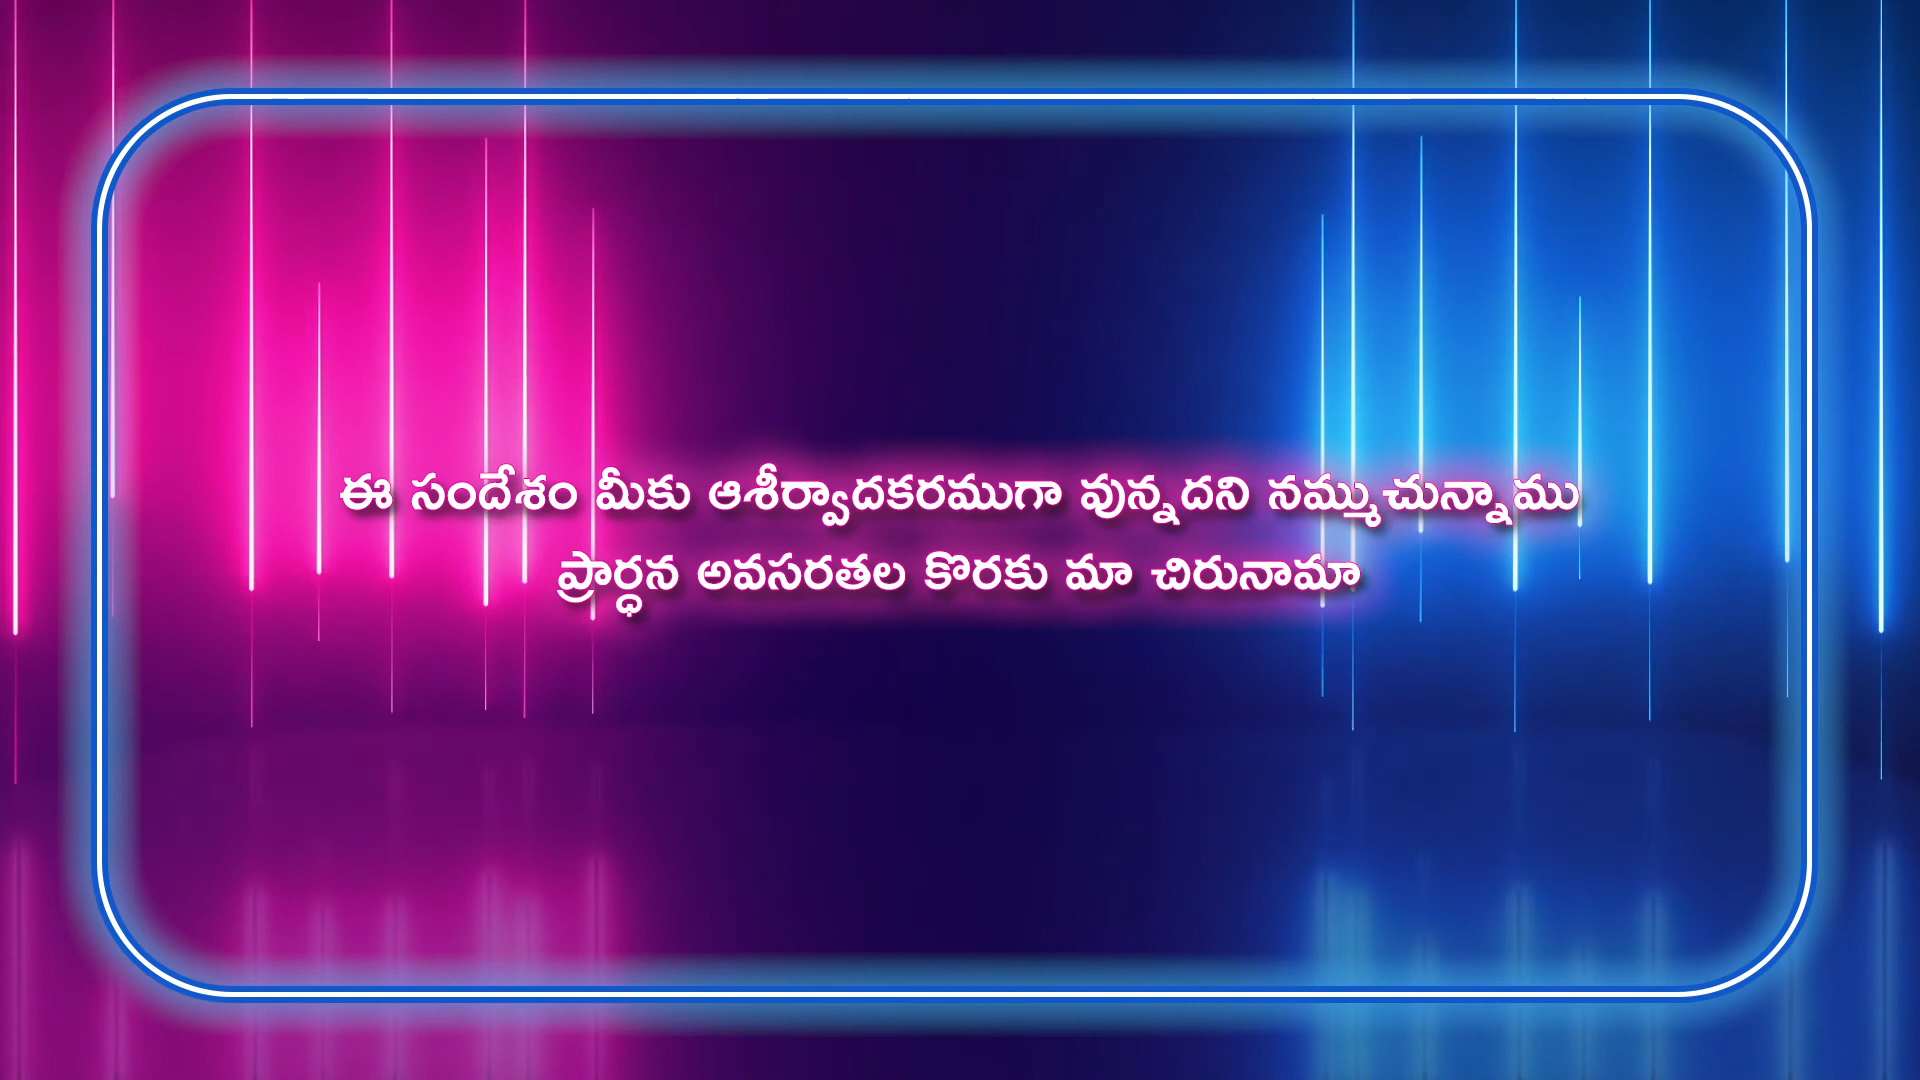 ఈ సందేశం మీకు ఆశీర్వాదకరముగా వున్నదని నమ్ముచున్నాము
ప్రార్ధన అవసరతల కొరకు మా చిరునామా